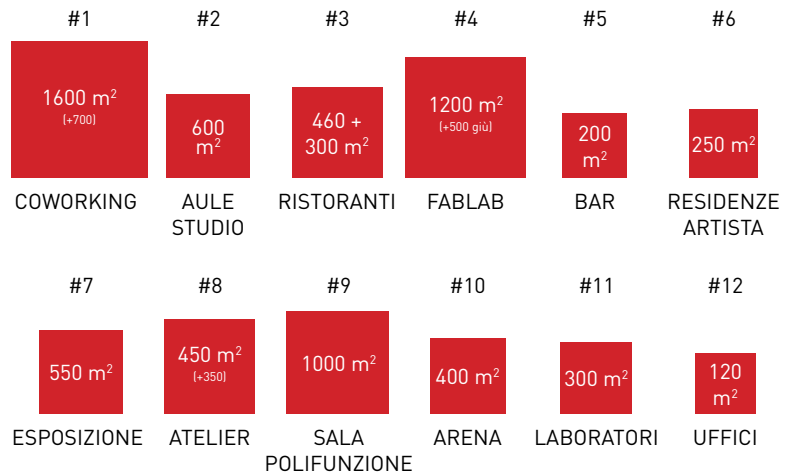 #1 #2 #3 #4 #5 #6
1600 m²
(+700)
600
m²
460 +
300 m²
1200 m²
(+500 giù)
200
m²
250 m²
COWORKING
AULE
STUDIO
RISTORANTI
FABLAB
BAR
RESIDENZE
ARTISTA
#7 #8 #9 #10 #11 #12
550 m²
450 m²
(+350)
1000 m²
400 m²
300 m²
120
m²
ESPOSIZIONE
ATELIER
SALA
POLIFUNZIONE
ARENA
LABORATORI
UFFICI